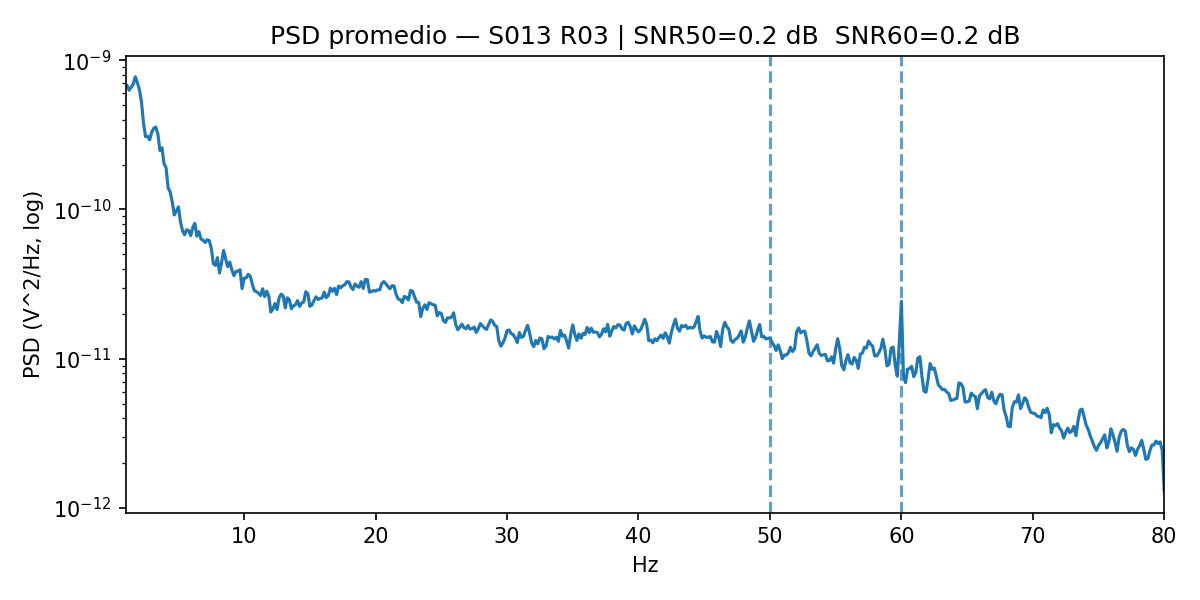 PSD promedio — S013 R03 | SNR50=0.2 dB  SNR60=0.2 dB
PSD (V^2/Hz, log)
10⁻⁹
10⁻¹⁰
10⁻¹¹
10⁻¹²
10 20 30 40 50 60 70 80
Hz